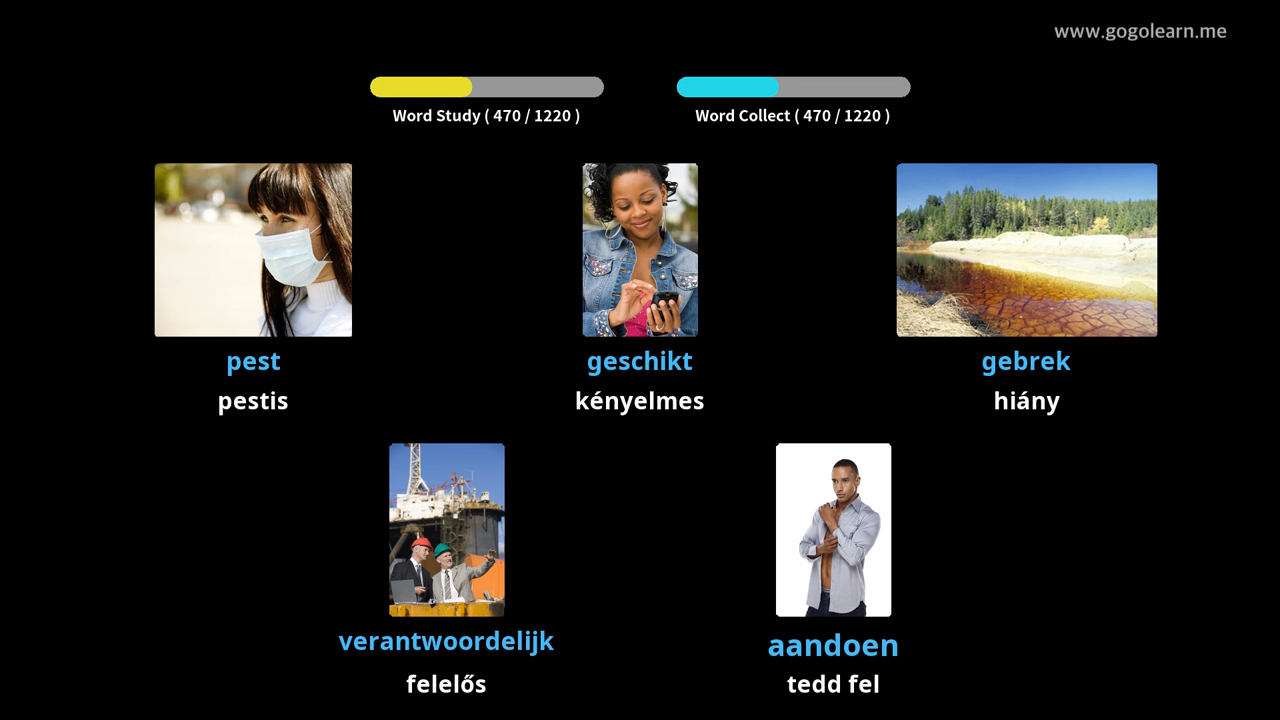 www.gogolearn.me
Word Study ( 470 / 1220 )
Word Collect ( 470 / 1220 )
pest
pestis
geschikt
kényelmes
gebrek
hiány
verantwoordelijk
felelős
aandoen
tedd fel